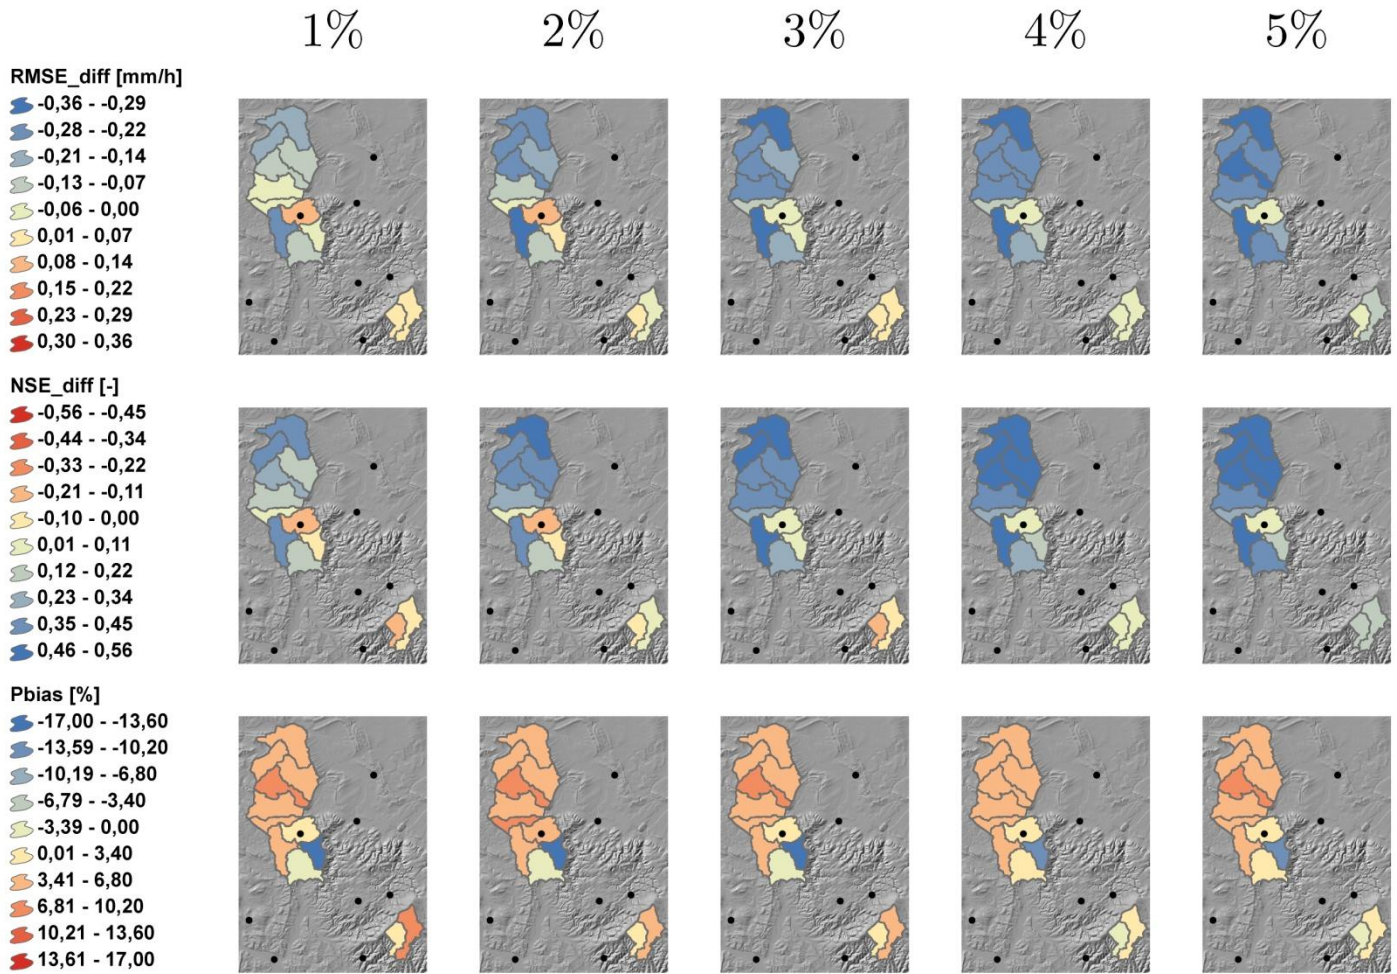 1% 2% 3% 4% 5%
RMSE_diff [mm/h]
-0,36 - -0,29
-0,28 - -0,22
-0,21 - -0,14
-0,13 - -0,07
-0,06 - 0,00
0,01 - 0,07
0,08 - 0,14
0,15 - 0,22
0,23 - 0,29
0,30 - 0,36
NSE_diff [-]
-0,56 - -0,45
-0,44 - -0,34
-0,33 - -0,22
-0,21 - -0,11
-0,10 - 0,00
0,01 - 0,11
0,12 - 0,22
0,23 - 0,34
0,35 - 0,45
0,46 - 0,56
Pbias [%]
-17,00 - -13,60
-13,59 - -10,20
-10,19 - -6,80
-6,79 - -3,40
-3,39 - 0,00
0,01 - 3,40
3,41 - 6,80
6,81 - 10,20
10,21 - 13,60
13,61 - 17,00